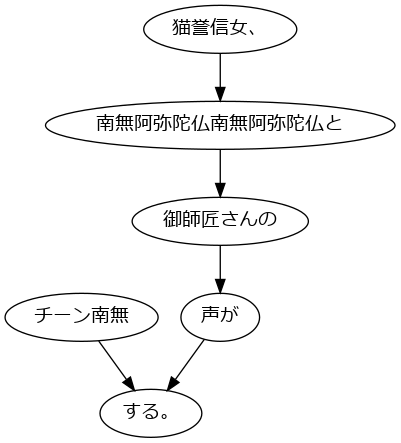 猫誉信女、
南無阿弥陀仏南無阿弥陀仏と
御師匠さんの
チーン南無
声が
する。